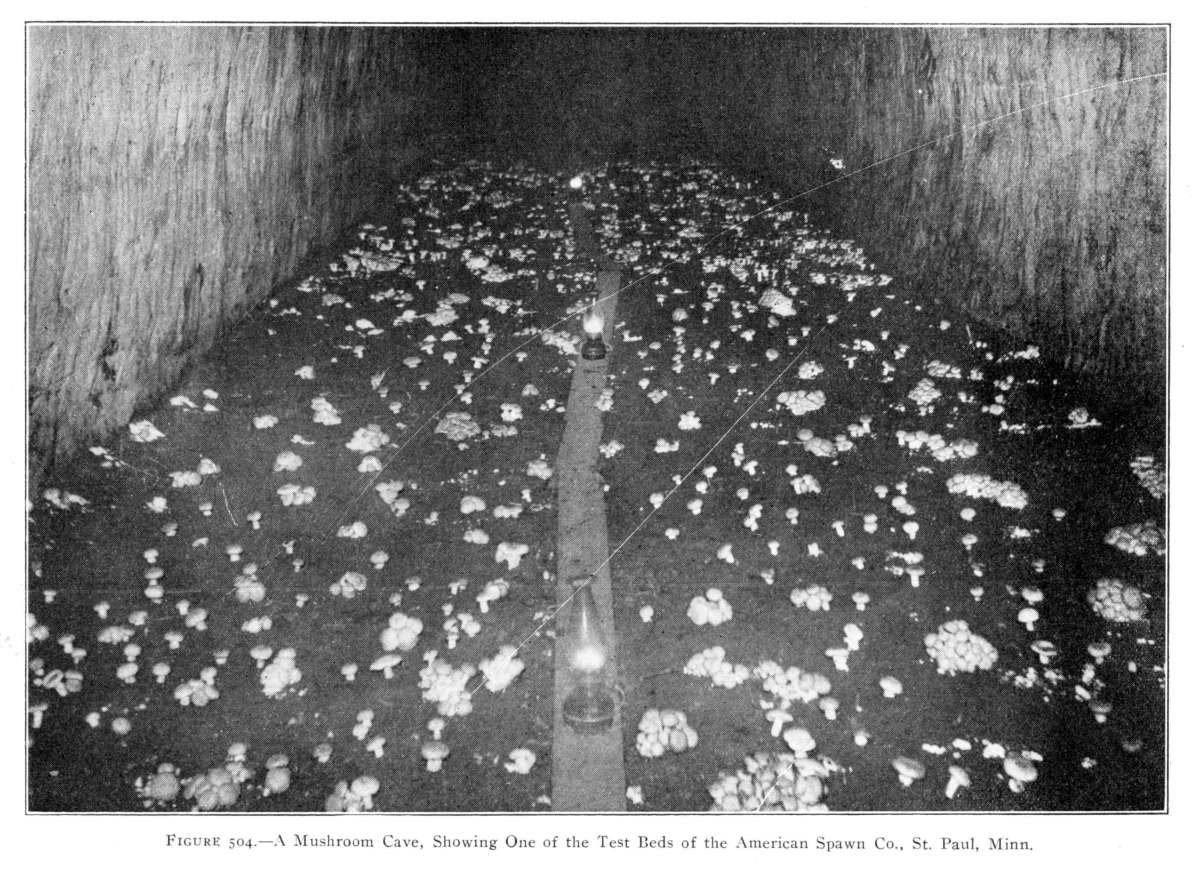 FIGURE 504.—A Mushroom Cave, Showing One of the Test Beds of the American Spawn Co., St. Paul, Minn.